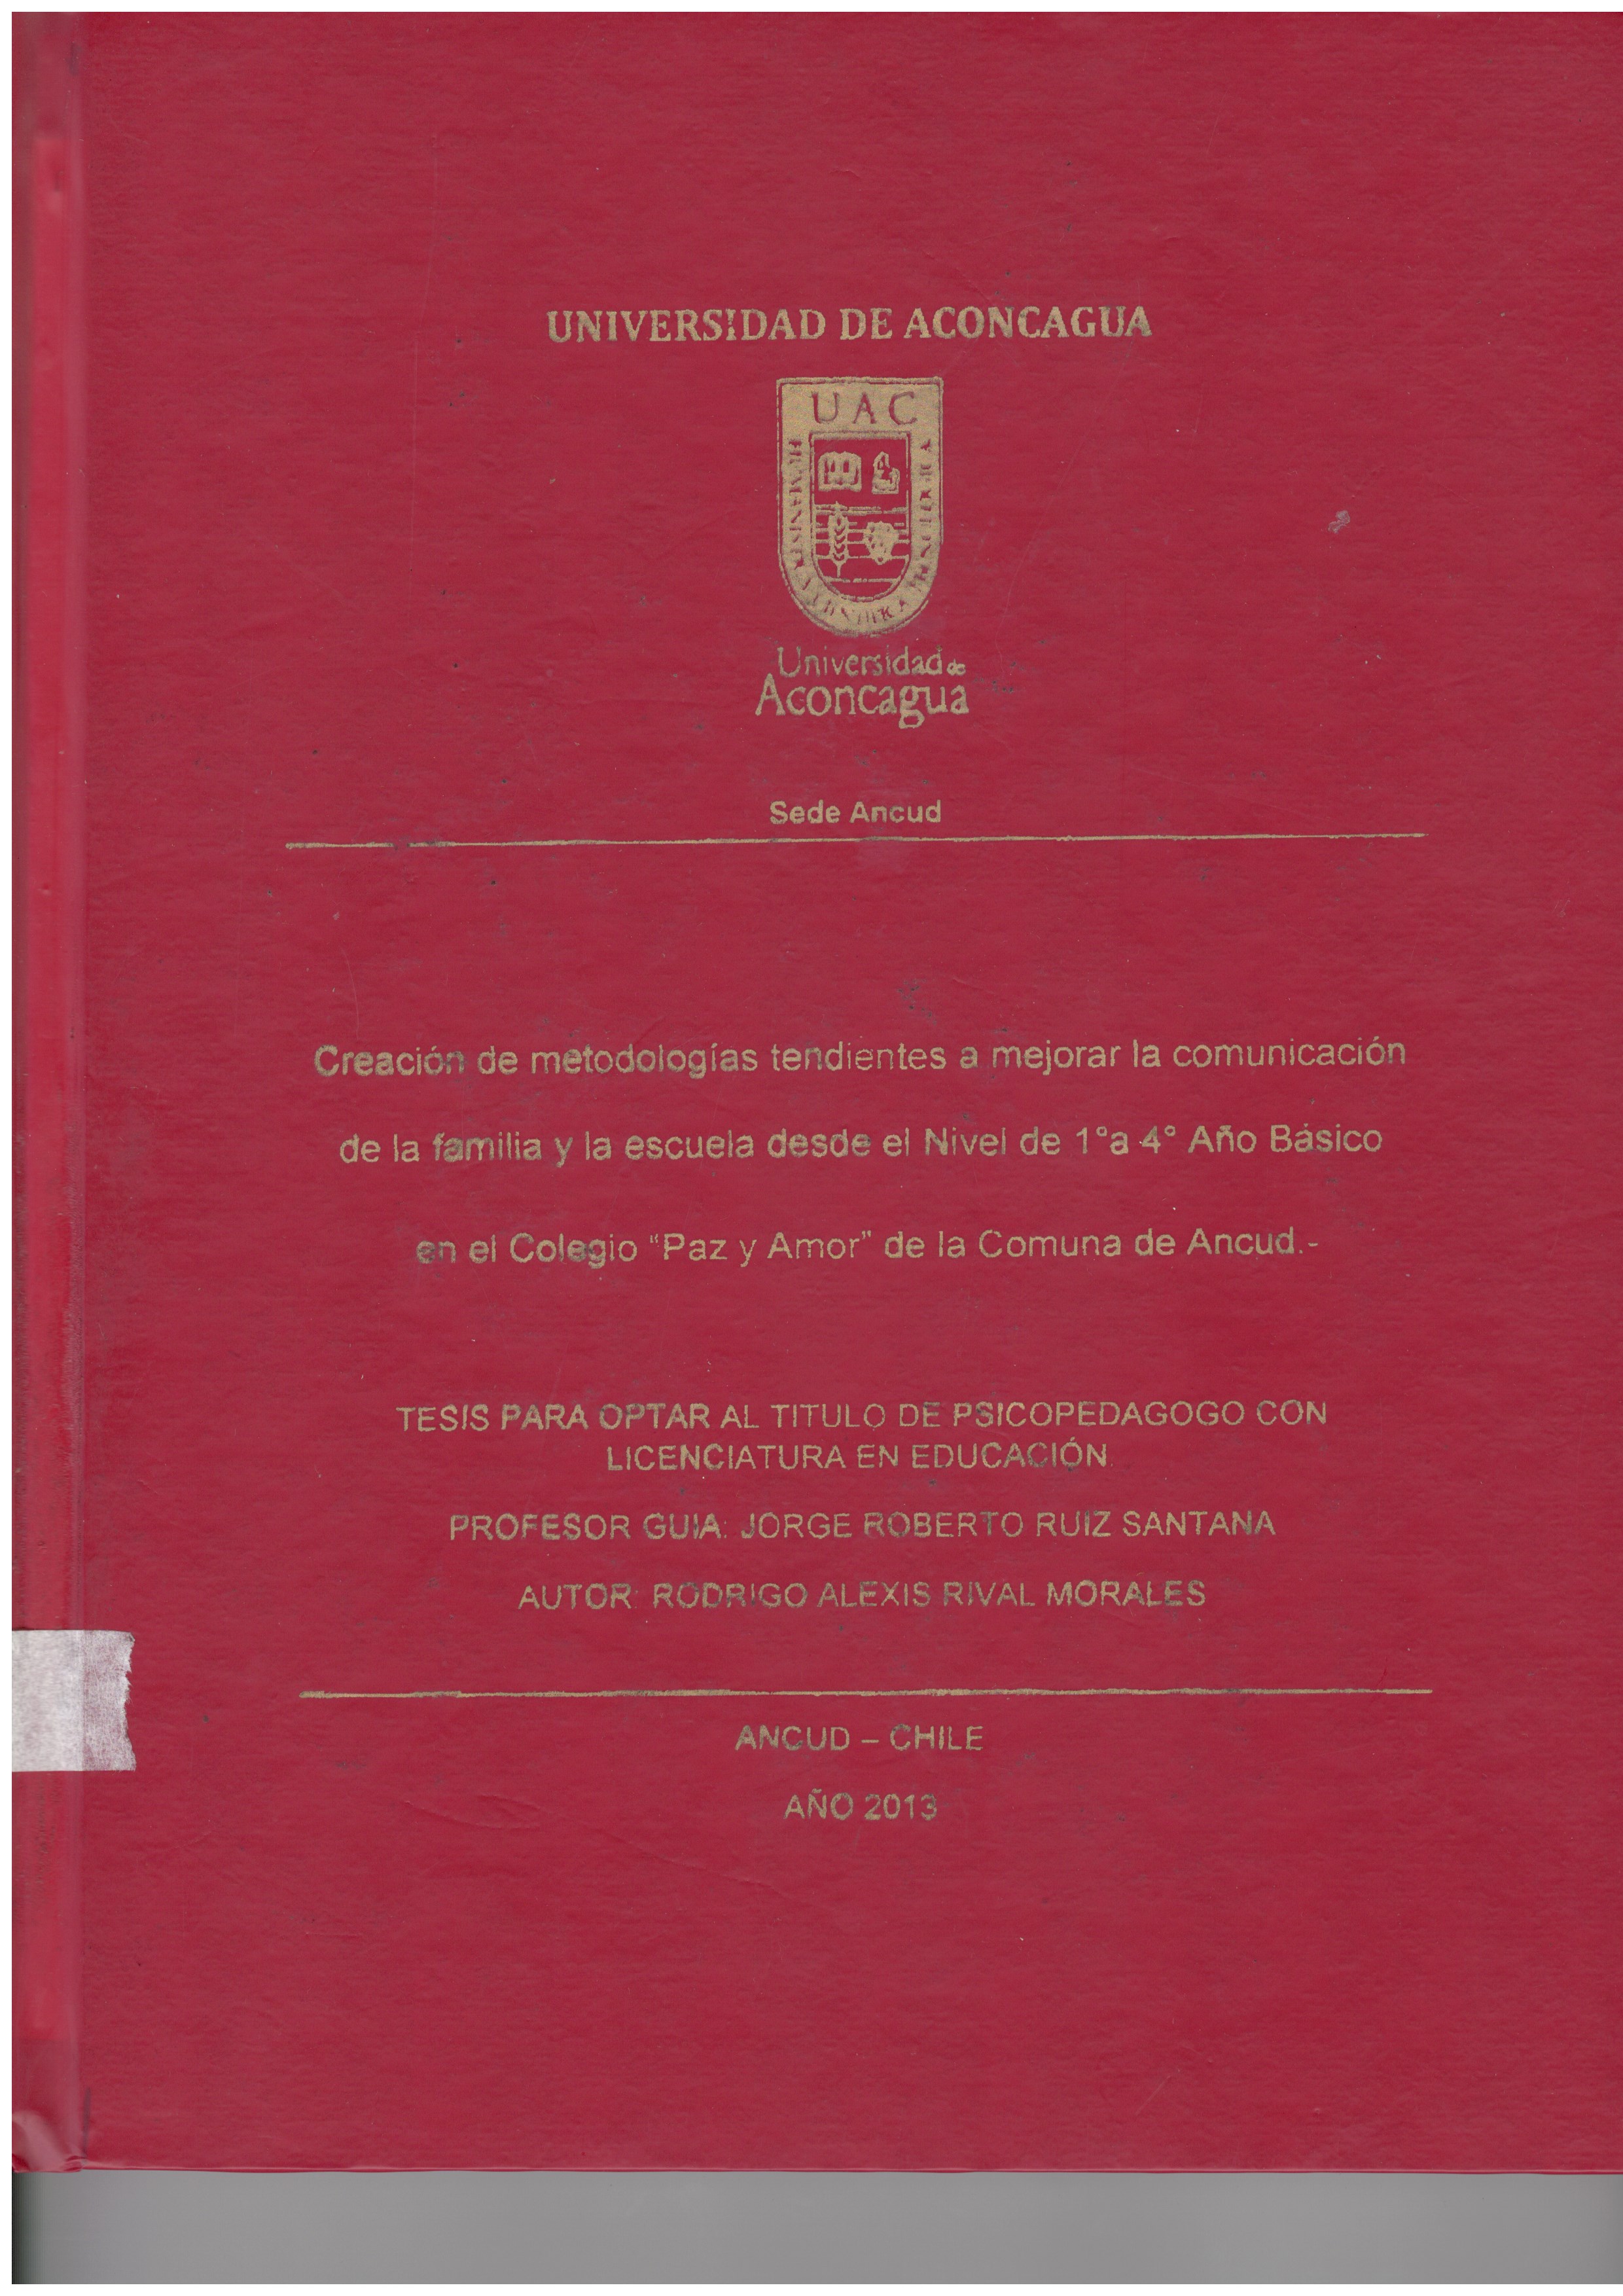 UNIVERSIDAD DE ACONCAGUA
UAC
Universidad de
Aconcagua
Sede Ancud
Creación de metodologías tendientes a mejorar la comunicación
de la familia y la escuela desde el Nivel de 1°a 4° Año Básico
en el Colegio “Paz y Amor” de la Comuna de Ancud.-
TESIS PARA OPTAR AL TITULO DE PSICOPEDAGOGO CON
LICENCIATURA EN EDUCACIÓN.
PROFESOR GUIA: JORGE ROBERTO RUIZ SANTANA
AUTOR: RODRIGO ALEXIS RIVAL MORALES
ANCUD – CHILE
AÑO 2013